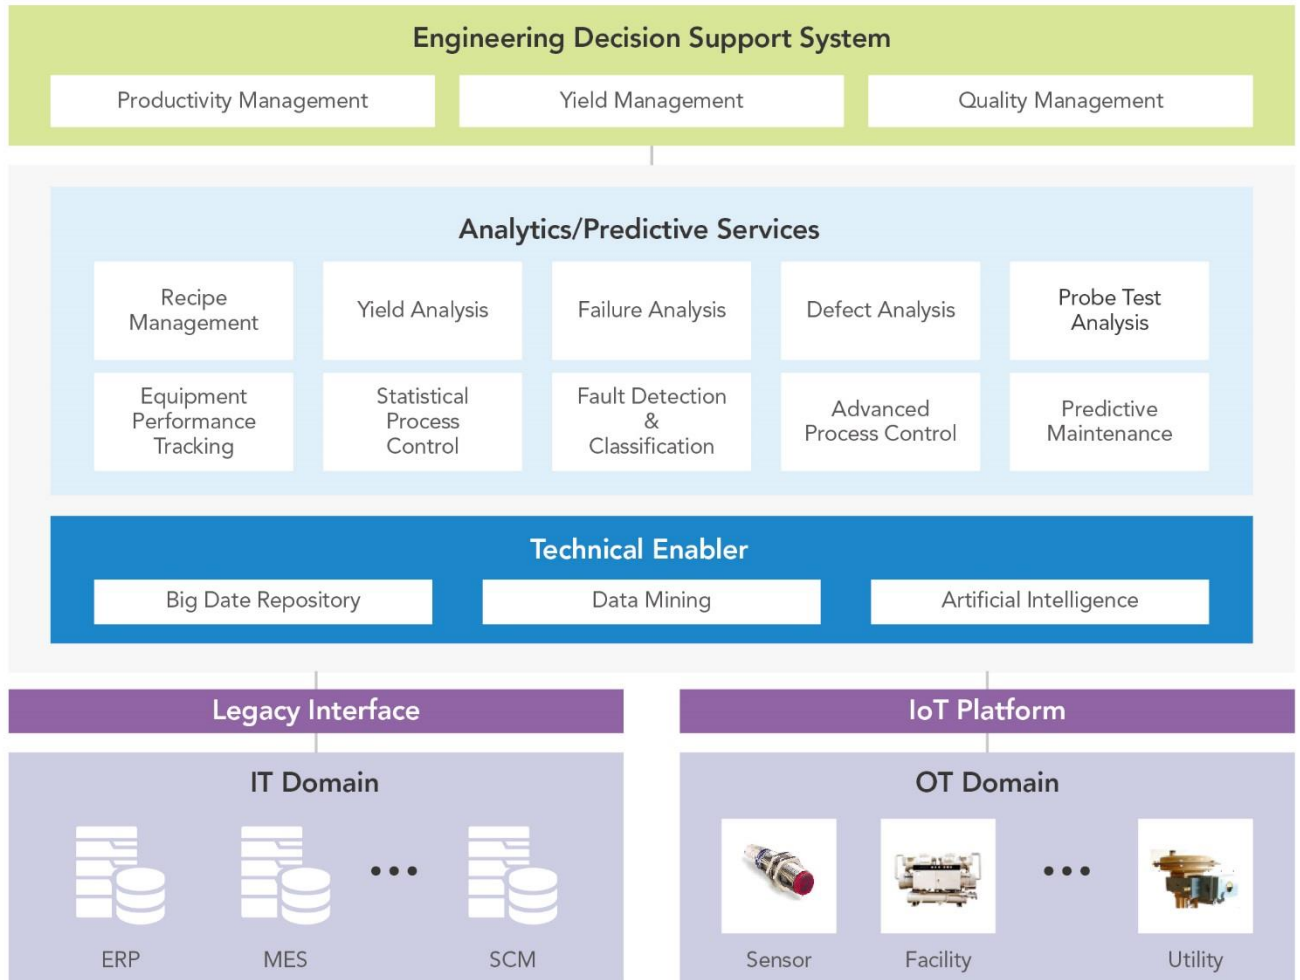 Engineering Decision Support System
Productivity Management
Yield Management
Quality Management
Analytics/Predictive Services
Recipe
Management
Yield Analysis
Failure Analysis
Defect Analysis
Probe Test
Analysis
Equipment
Performance
Tracking
Statistical
Process
Control
Fault Detection
&
Classification
Advanced
Process Control
Predictive
Maintenance
Technical Enabler
Big Date Repository
Data Mining
Artificial Intelligence
Legacy Interface
IoT Platform
IT Domain
OT Domain
ERP
MES
SCM
Sensor
Facility
Utility